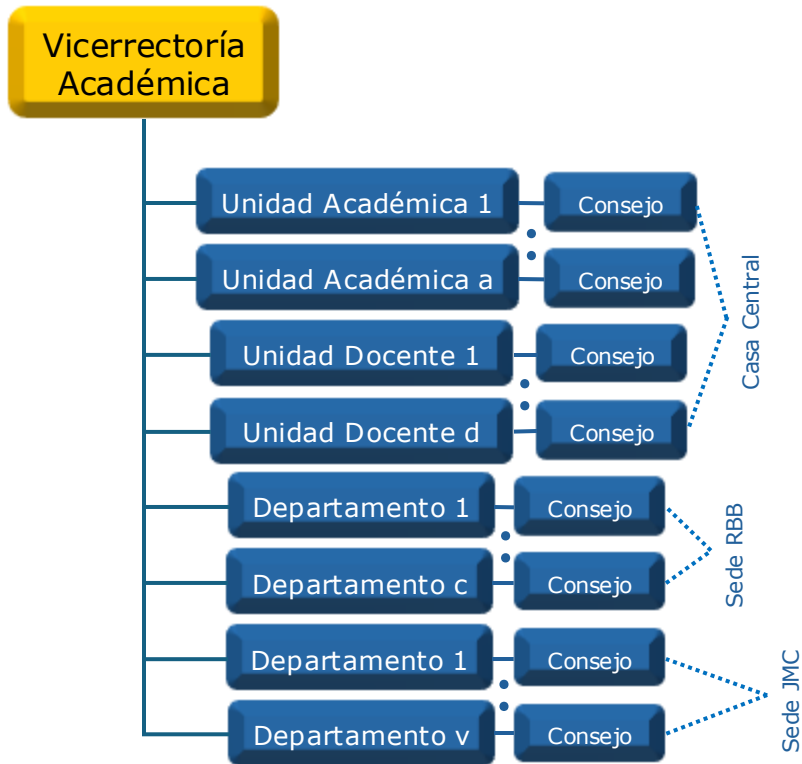 Vicerrectoría
Académica
Unidad Académica 1
Consejo
Unidad Académica a
Consejo
Unidad Docente 1
Consejo
Unidad Docente d
Consejo
Casa Central
Departamento 1
Consejo
Departamento c
Consejo
Sede RBB
Departamento 1
Consejo
Departamento v
Consejo
Sede JMC